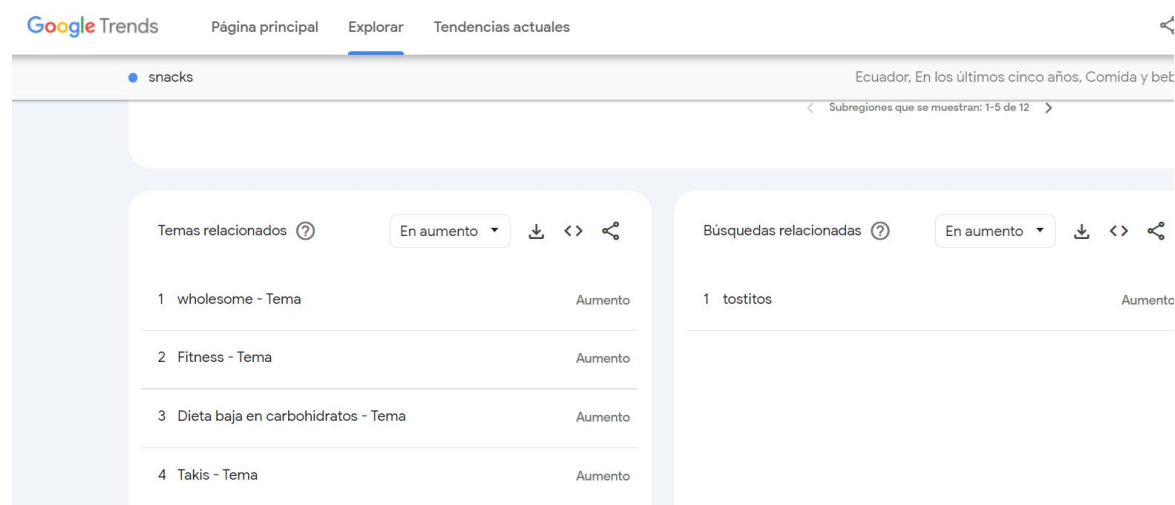 Google Trends Página principal Explorar Tendencias actuales
snacks Ecuador, En los últimos cinco años, Comida y beb
Subregiones que se muestran: 1-5 de 12
Temas relacionados En aumento
1 wholesome - Tema Aumento
2 Fitness - Tema Aumento
3 Dieta baja en carbohidratos - Tema Aumento
4 Takis - Tema Aumento
Búsquedas relacionadas En aumento
1 tostitos Aumento